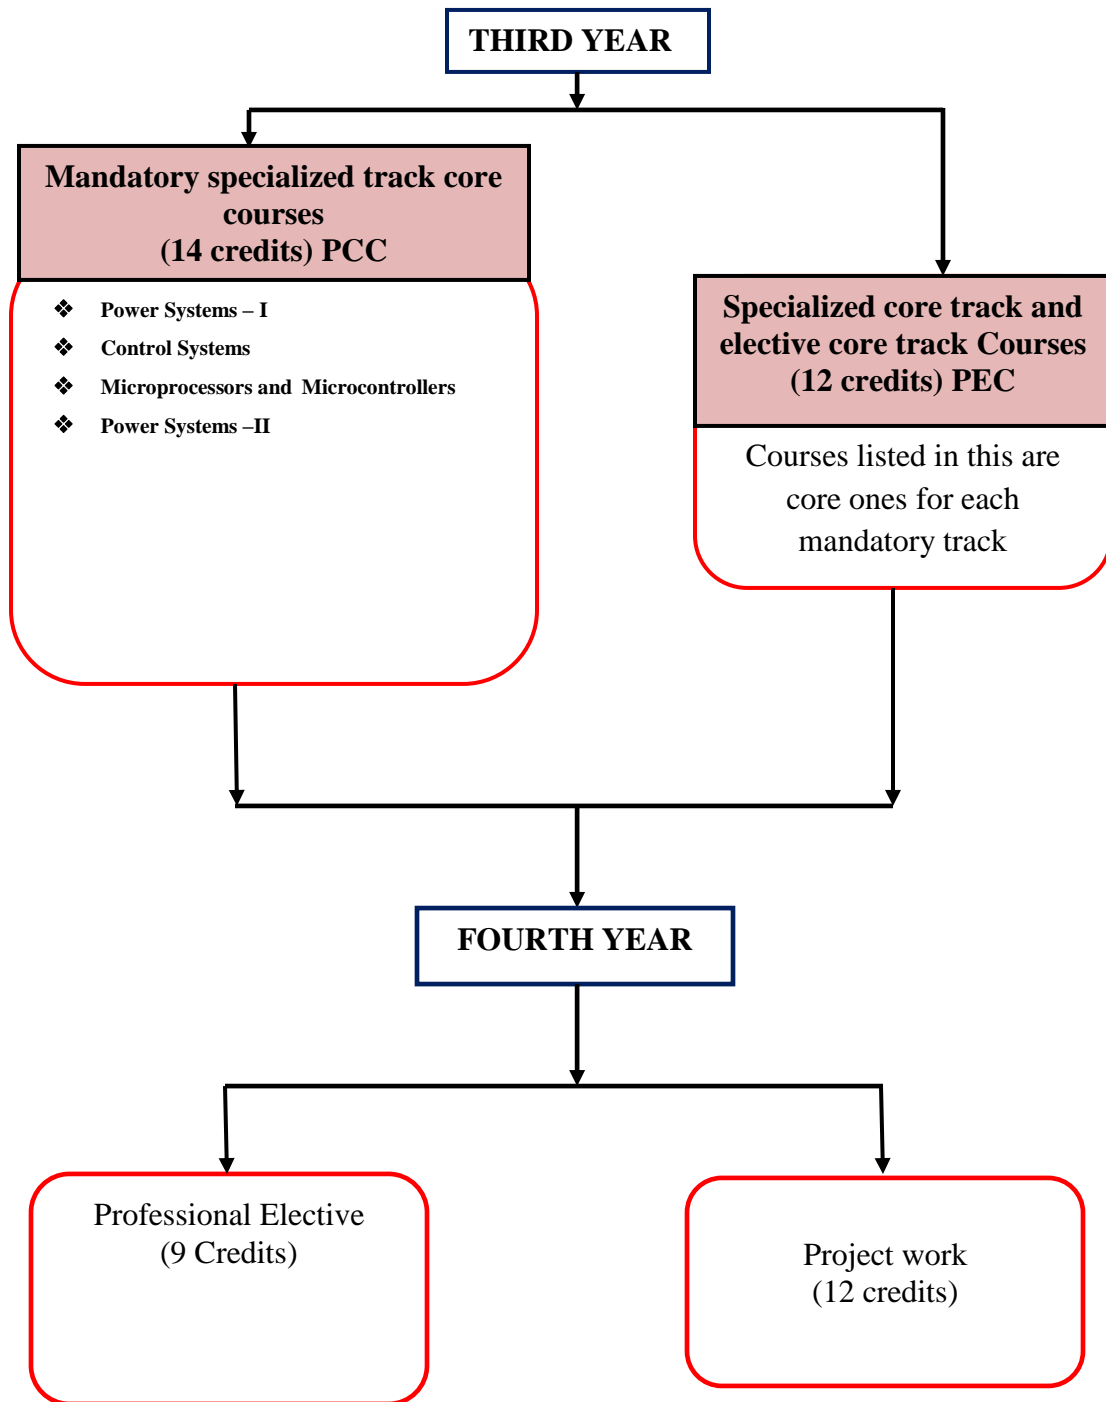 THIRD YEAR
Mandatory specialized track core
courses
(14 credits) PCC
❖ Power Systems – I
❖ Control Systems
❖ Microprocessors and Microcontrollers
❖ Power Systems –II
Specialized core track and
elective core track Courses
(12 credits) PEC
Courses listed in this are
core ones for each
mandatory track
FOURTH YEAR
Professional Elective
(9 Credits)
Project work
(12 credits)